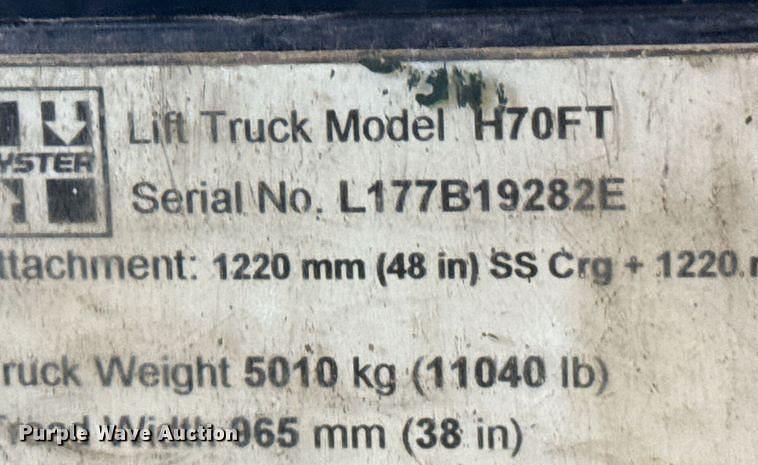 YSTER
Lift Truck Model H70FT
Serial No. L177B19282E
ttachment: 1220 mm (48 in) SS Crg + 1220
ruck Weight 5010 kg (11040 lb)
Width 965 mm (38 in)
Purple Wave Auction